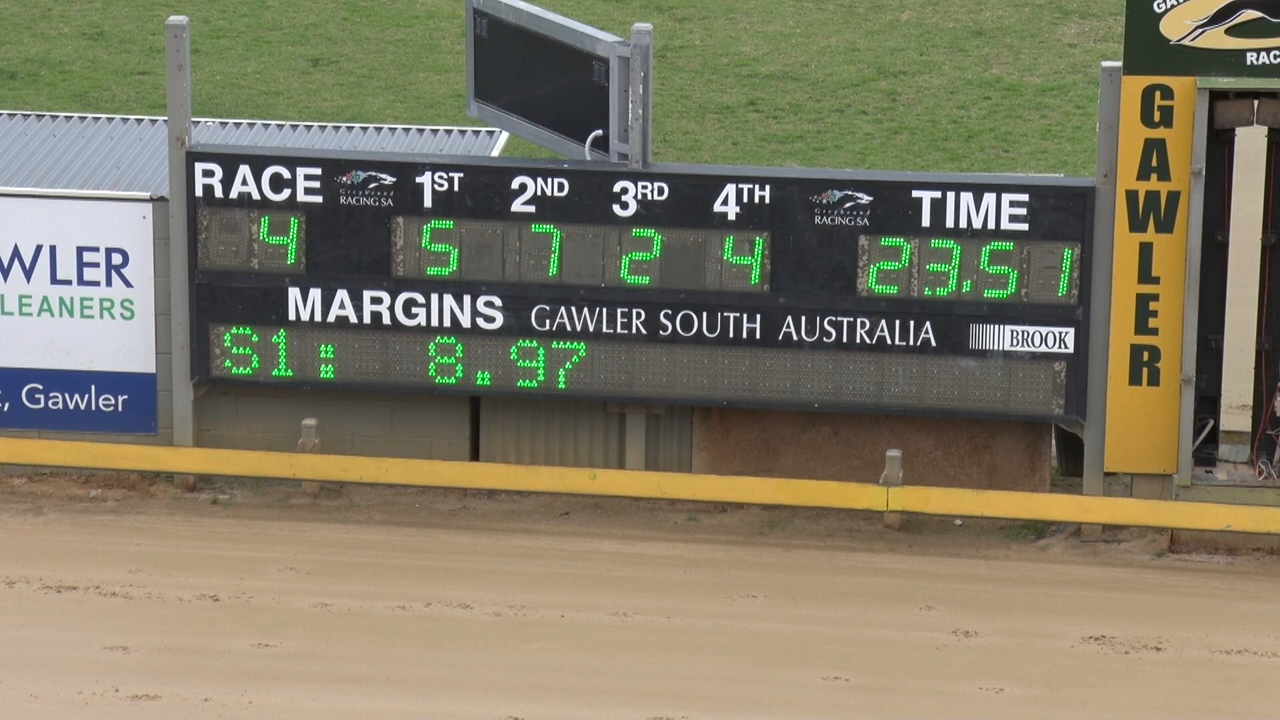 RAC
GAWLER
RACE 1ST 2ND 3RD 4TH TIME
Greyhound
RACING SA
Greyhound
RACING SA
4 5 7 2 4 23.51
MARGINS GAWLER SOUTH AUSTRALIA BROOK
S1: 8.97
WLER
LEANERS
, Gawler